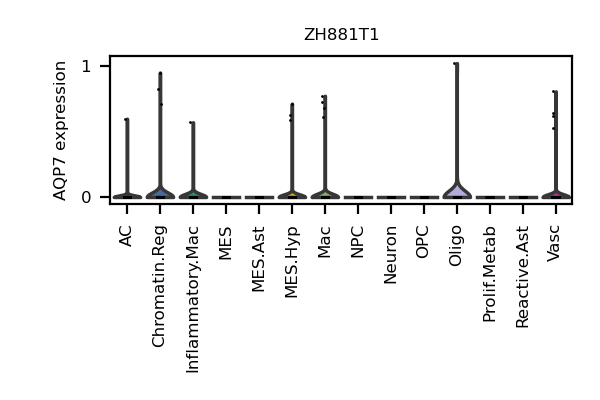 ZH881T1
AQP7 expression
1
0
AC
Chromatin.Reg
Inflammatory.Mac
MES
MES.Ast
MES.Hyp
Mac
NPC
Neuron
OPC
Oligo
Prolif.Metab
Reactive.Ast
Vasc